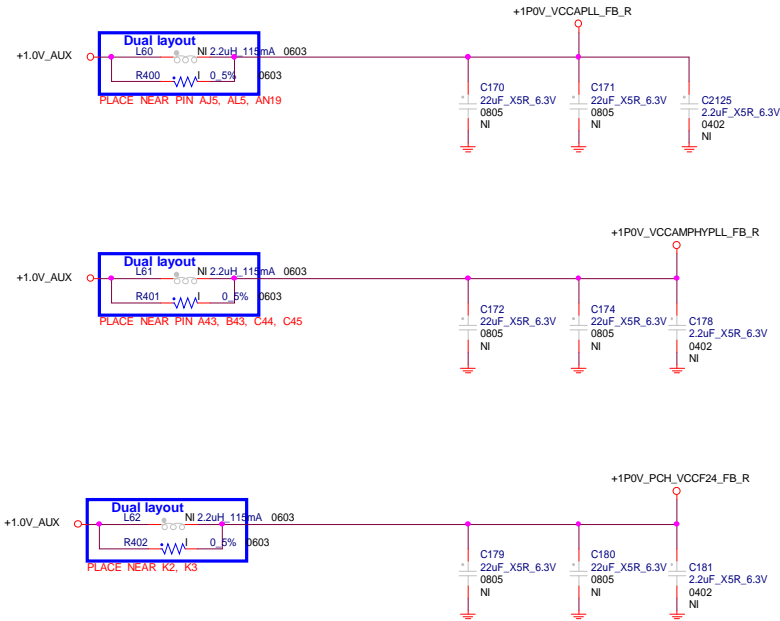 +1P0V_VCCAPLL_FB_R
Dual layout
+1.0V_AUX
L60 NI 2.2uH_115mA 0603
R400 I 0_5% 0603
PLACE NEAR PIN AJ5, AL5, AN19
C170
22uF_X5R_6.3V
0805
NI
C171
22uF_X5R_6.3V
0805
NI
C2125
2.2uF_X5R_6.3V
0402
NI
+1P0V_VCCAMPHYPLL_FB_R
Dual layout
+1.0V_AUX
L61 NI 2.2uH_115mA 0603
R401 I 0_5% 0603
PLACE NEAR PIN A43, B43, C44, C45
C172
22uF_X5R_6.3V
0805
NI
C174
22uF_X5R_6.3V
0805
NI
C178
2.2uF_X5R_6.3V
0402
NI
+1P0V_PCH_VCCF24_FB_R
Dual layout
+1.0V_AUX
L62 NI 2.2uH_115mA 0603
R402 I 0_5% 0603
PLACE NEAR K2, K3
C179
22uF_X5R_6.3V
0805
NI
C180
22uF_X5R_6.3V
0805
NI
C181
2.2uF_X5R_6.3V
0402
NI